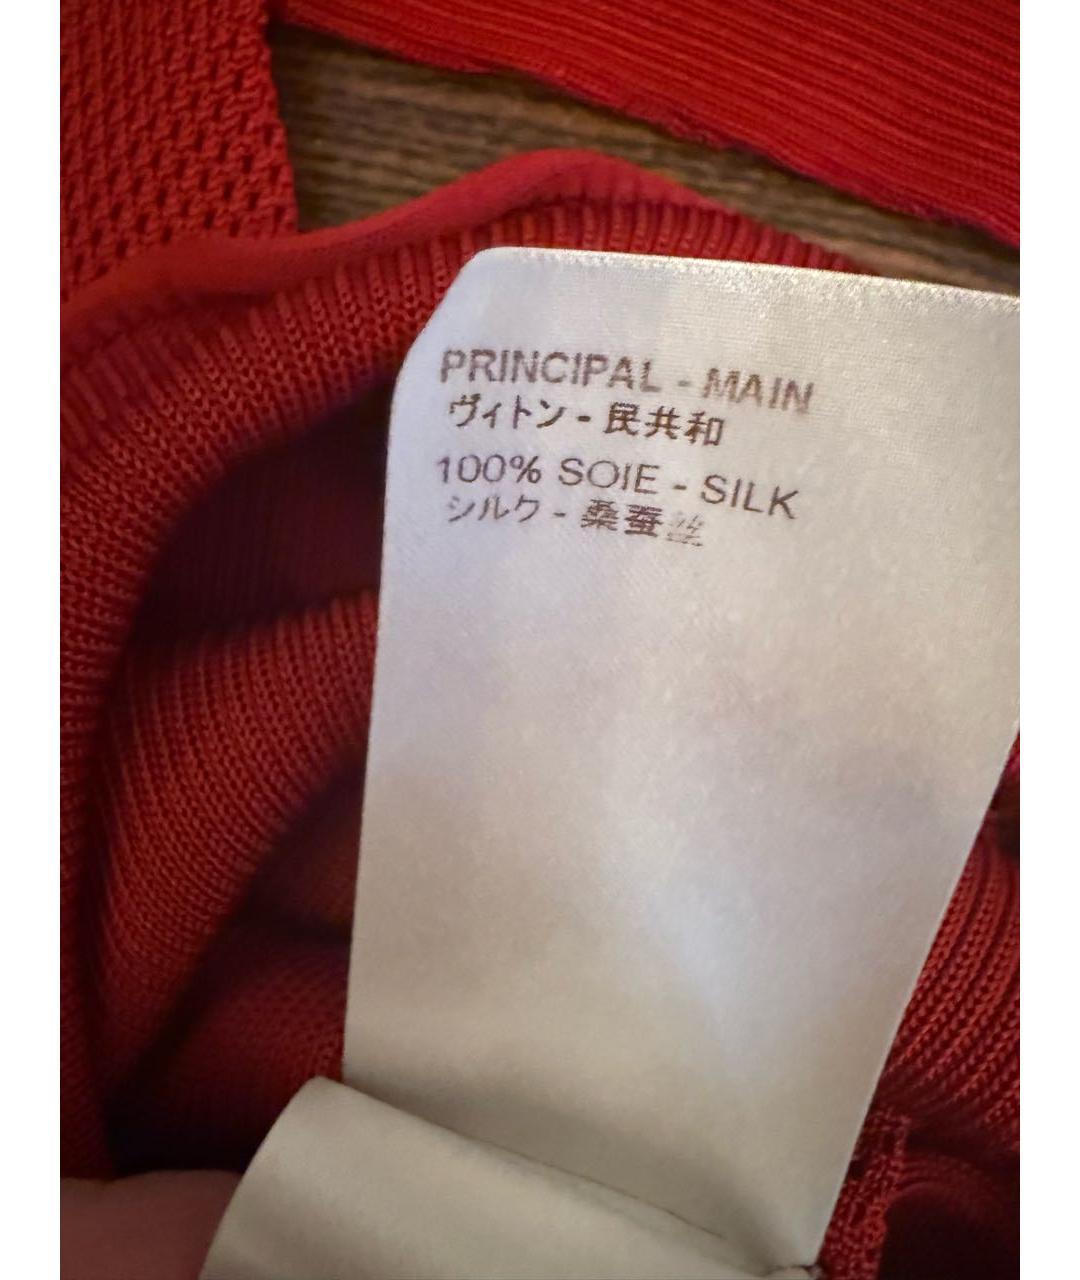 PRINCIPAL - MAIN
ヴィトン - 民共和
100% SOIE - SILK
シルク - 桑蚕丝